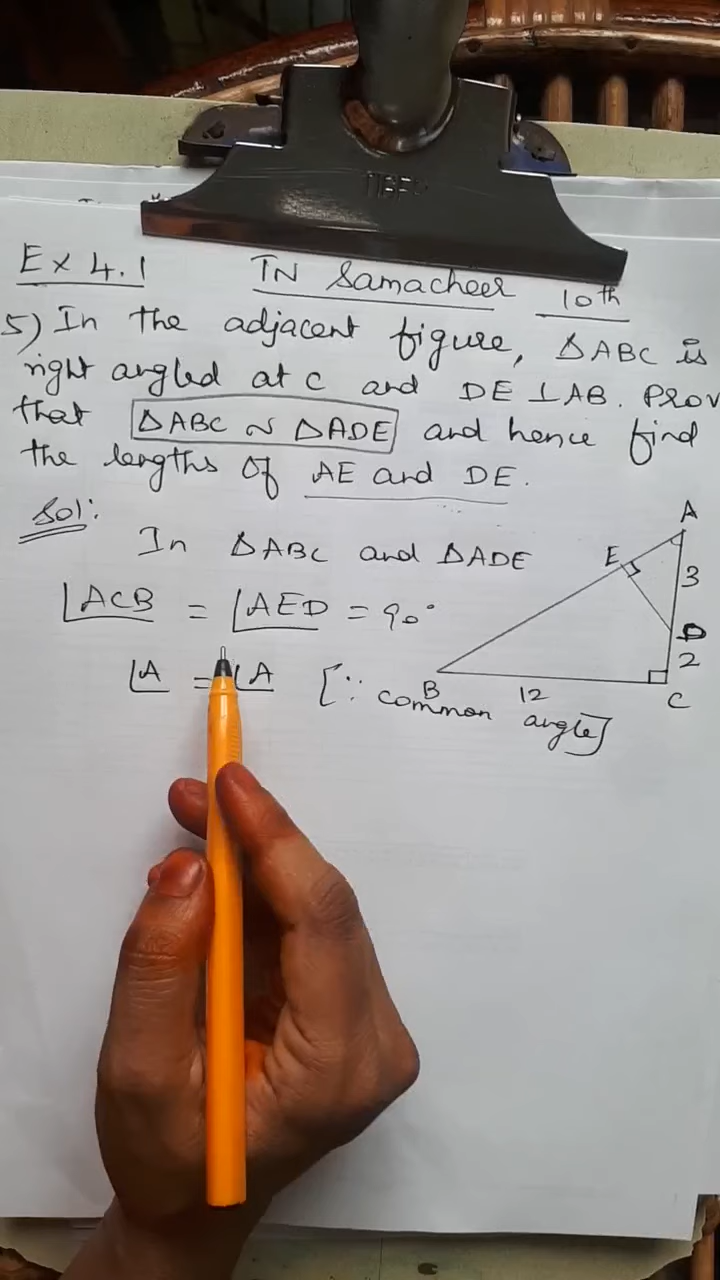 Ex 4.1 TN Samacheer 10th
5) In the adjacent figure, ΔABC is
right angled at C and DE ⊥ AB. Prov
that ΔABC ~ ΔADE and hence find
the lengths of AE and DE.
Sol:
In ΔABC and ΔADE
∠ACB = ∠AED = 90°
∠A = ∠A [∵ common angle]
A
E
3
D
2
B
12
C